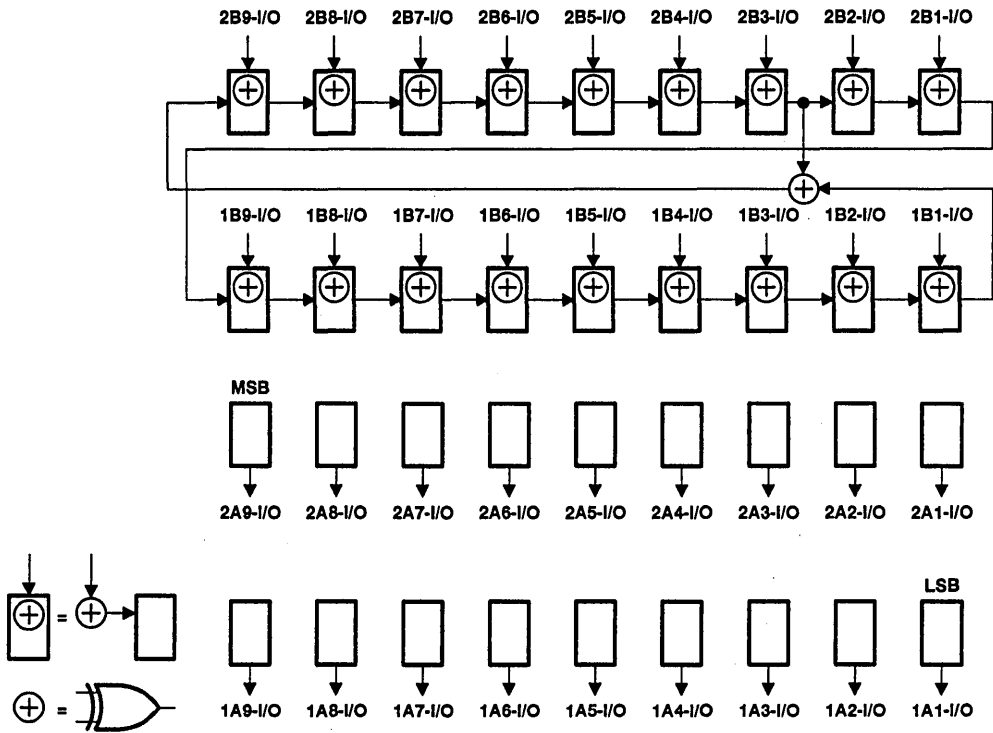 2B9-I/O 2B8-I/O 2B7-I/O 2B6-I/O 2B5-I/O 2B4-I/O 2B3-I/O 2B2-I/O 2B1-I/O
1B9-I/O 1B8-I/O 1B7-I/O 1B6-I/O 1B5-I/O 1B4-I/O 1B3-I/O 1B2-I/O 1B1-I/O
MSB
2A9-I/O 2A8-I/O 2A7-I/O 2A6-I/O 2A5-I/O 2A4-I/O 2A3-I/O 2A2-I/O 2A1-I/O
LSB
=
=
1A9-I/O 1A8-I/O 1A7-I/O 1A6-I/O 1A5-I/O 1A4-I/O 1A3-I/O 1A2-I/O 1A1-I/O